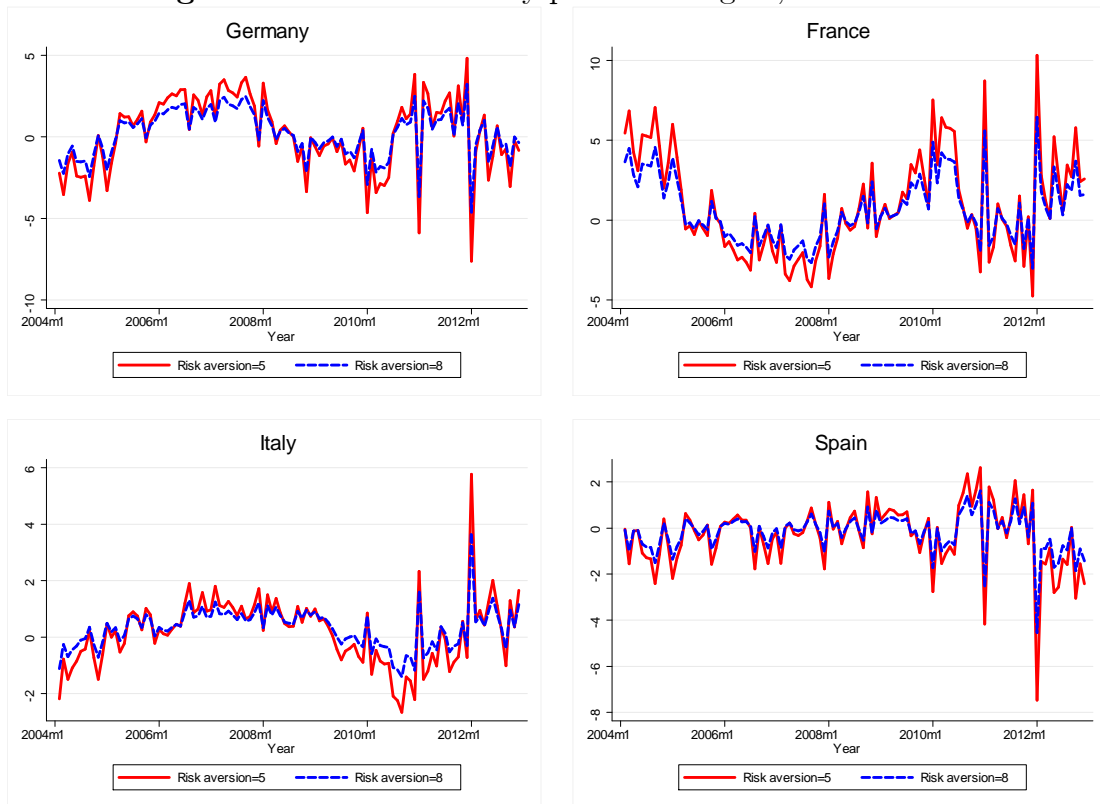 Germany
5
0
-5
-10
2004m1 2006m1 2008m1 2010m1 2012m1
Year
Risk aversion=5 Risk aversion=8
France
10
5
0
-5
2004m1 2006m1 2008m1 2010m1 2012m1
Year
Risk aversion=5 Risk aversion=8
Italy
6
4
2
0
-2
2004m1 2006m1 2008m1 2010m1 2012m1
Year
Risk aversion=5 Risk aversion=8
Spain
2
0
-2
-4
-6
-8
2004m1 2006m1 2008m1 2010m1 2012m1
Year
Risk aversion=5 Risk aversion=8